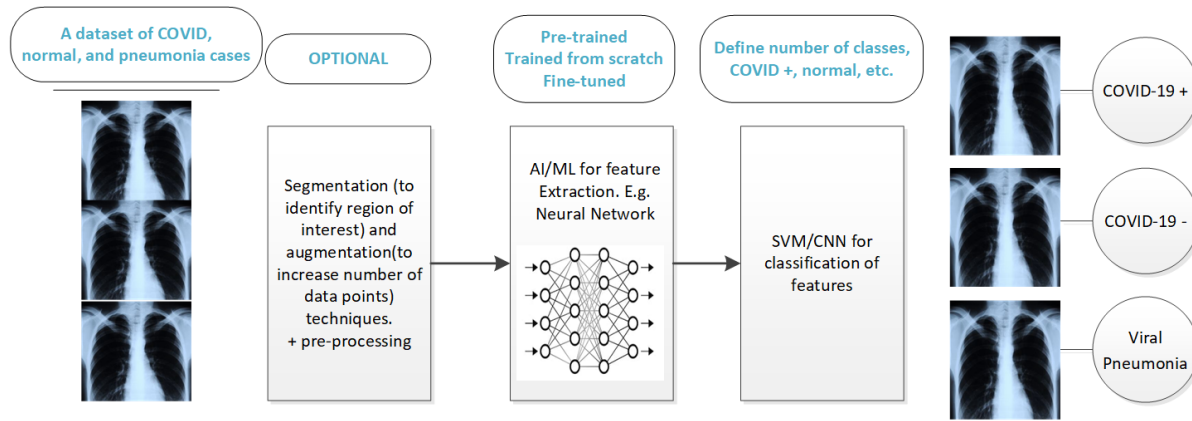 A dataset of COVID,
normal, and pneumonia cases
OPTIONAL
Segmentation (to
identify region of
interest) and
augmentation(to
increase number of
data points)
techniques.
+ pre-processing
Pre-trained
Trained from scratch
Fine-tuned
AI/ML for feature
Extraction. E.g.
Neural Network
Define number of classes,
COVID +, normal, etc.
SVM/CNN for
classification of
features
COVID-19 +
COVID-19 -
Viral
Pneumonia